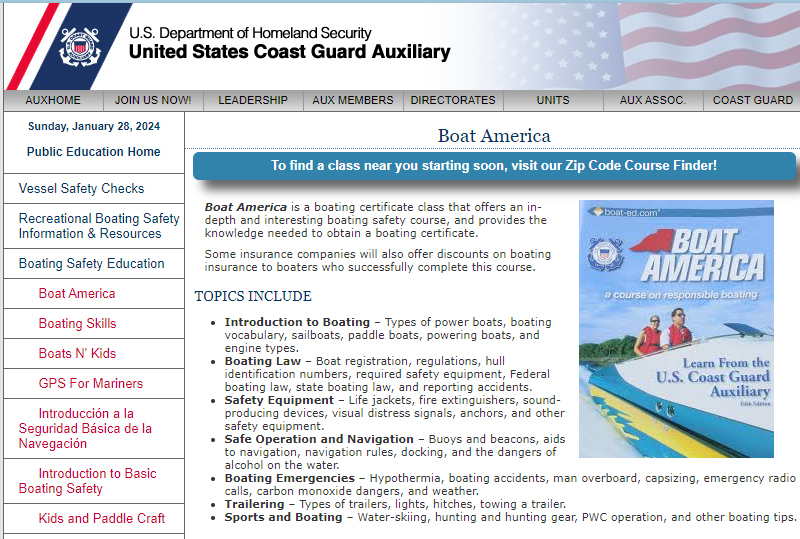 U.S. Department of Homeland Security
United States Coast Guard Auxiliary
AUXHOME JOIN US NOW! LEADERSHIP AUX MEMBERS DIRECTORATES UNITS AUX ASSOC. COAST GUARD
Sunday, January 28, 2024
Public Education Home
Vessel Safety Checks
Recreational Boating Safety
Information & Resources
Boating Safety Education
Boat America
Boating Skills
Boats N' Kids
GPS For Mariners
Introducción a la
Seguridad Básica de la
Navegación
Introduction to Basic
Boating Safety
Kids and Paddle Craft
Boat America
To find a class near you starting soon, visit our Zip Code Course Finder!
Boat America is a boating certificate class that offers an in-
depth and interesting boating safety course, and provides the
knowledge needed to obtain a boating certificate.
Some insurance companies will also offer discounts on boating
insurance to boaters who successfully complete this course.
boat-ed.com
BOAT
AMERICA
a course on responsible boating
Learn From the
U.S. Coast Guard
Auxiliary
Fifth Edition
TOPICS INCLUDE
• Introduction to Boating – Types of power boats, boating
vocabulary, sailboats, paddle boats, powering boats, and
engine types.
• Boating Law – Boat registration, regulations, hull
identification numbers, required safety equipment, Federal
boating law, state boating law, and reporting accidents.
• Safety Equipment – Life jackets, fire extinguishers, sound-
producing devices, visual distress signals, anchors, and other
safety equipment.
• Safe Operation and Navigation – Buoys and beacons, aids
to navigation, navigation rules, docking, and the dangers of
alcohol on the water.
• Boating Emergencies – Hypothermia, boating accidents, man overboard, capsizing, emergency radio
calls, carbon monoxide dangers, and weather.
• Trailering – Types of trailers, lights, hitches, towing a trailer.
• Sports and Boating – Water-skiing, hunting and hunting gear, PWC operation, and other boating tips.